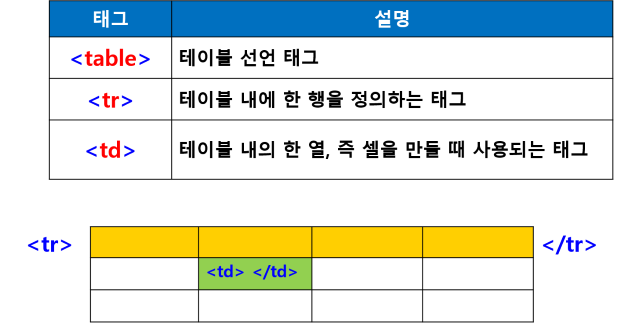 태그 설명
<table> 테이블 선언 태그
<tr> 테이블 내에 한 행을 정의하는 태그
<td> 테이블 내의 한 열, 즉 셀을 만들 때 사용되는 태그
<tr> </tr>
<td> </td>